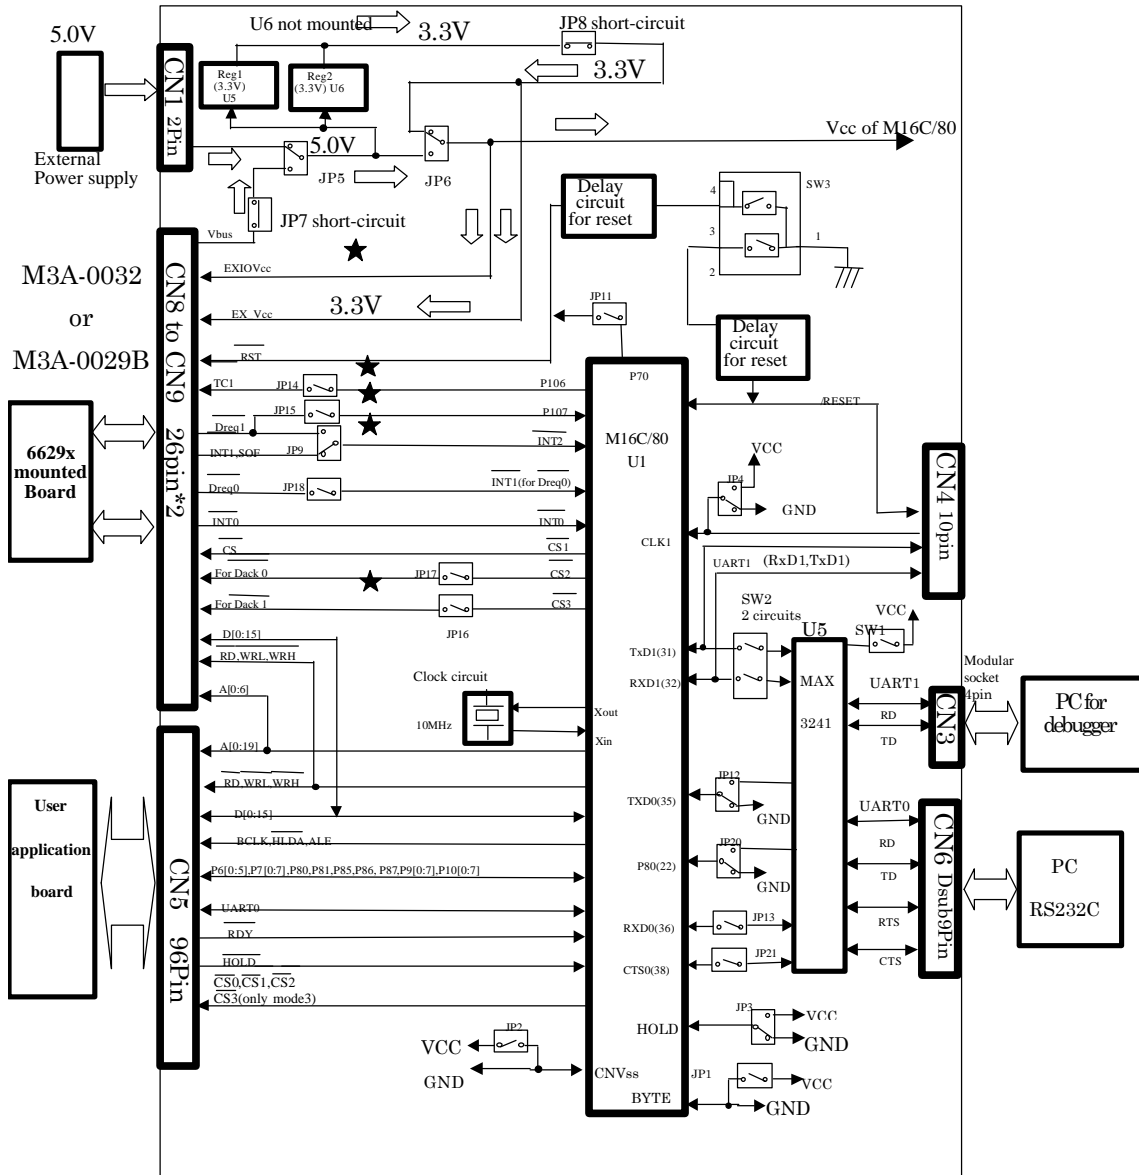 5.0V
U6 not mounted
3.3V
JP8 short-circuit
CN1 2Pin
Reg1
(3.3V)
U5
Reg2
(3.3V) U6
3.3V
External
Power supply
5.0V
JP5
JP6
Vcc of M16C/80
JP7 short-circuit
Delay
circuit
for reset
SW3
4
3
2
1
Vbus
M3A-0032
or
M3A-0029B
CN8 to CN9 26pin*2
EXIOVcc
EX_Vcc
3.3V
RST
JP11
Delay
circuit
for reset
TC1
JP14
P106
P70
JP15
P107
/RESET
Dreq1
INT1,SOF
JP9
INT2
M16C/80
U1
6629x
mounted
Board
Dreq0
JP18
INT1(for Dreq0)
JP4
VCC
GND
CN4 10pin
INT0
INT0
CLK1
CS
CS1
For Dack 0
JP17
CS2
UART1
(RxD1,TxD1)
For Dack 1
JP16
CS3
SW2
2 circuits
U5
SW1
VCC
D[0:15]
RD,WRL,WRH
TxD1(31)
RXD1(32)
MAX
3241
Modular
socket
4pin
A[0:6]
Clock circuit
10MHz
Xout
Xin
UART1
RD
TD
CN3
PC for
debugger
A[0:19]
RD,WRL,WRH
User
application
board
D[0:15]
TXD0(35)
JP12
GND
UART0
BCLK,HLDA,ALE
P80(22)
JP20
GND
RD
TD
CN6 Dsub9Pin
PC
RS232C
P6[0:5],P7[0:7],P80,P81,P85,P86, P87,P9[0:7],P10[0:7]
CN5 96Pin
UART0
RXD0(36)
JP13
RTS
RDY
HOLD
CTS0(38)
JP21
CTS
CS0,CS1,CS2
CS3(only mode3)
JP3
VCC
HOLD
GND
JP2
VCC
GND
CNVss
JP1
VCC
BYTE
GND